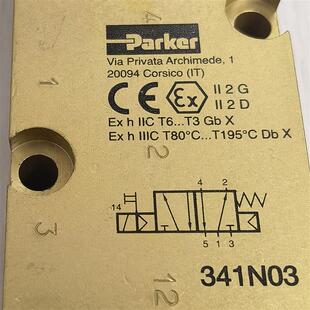 4
Parker
Via Privata Archimede, 1
20094 Corsico (IT)
1
CE Ex II 2 G
II 2 D
Ex h IIC T6...T3 Gb X
Ex h IIIC T80°C...T195°C Db X
2
4 2
14
5 1 3
3
12
341N03